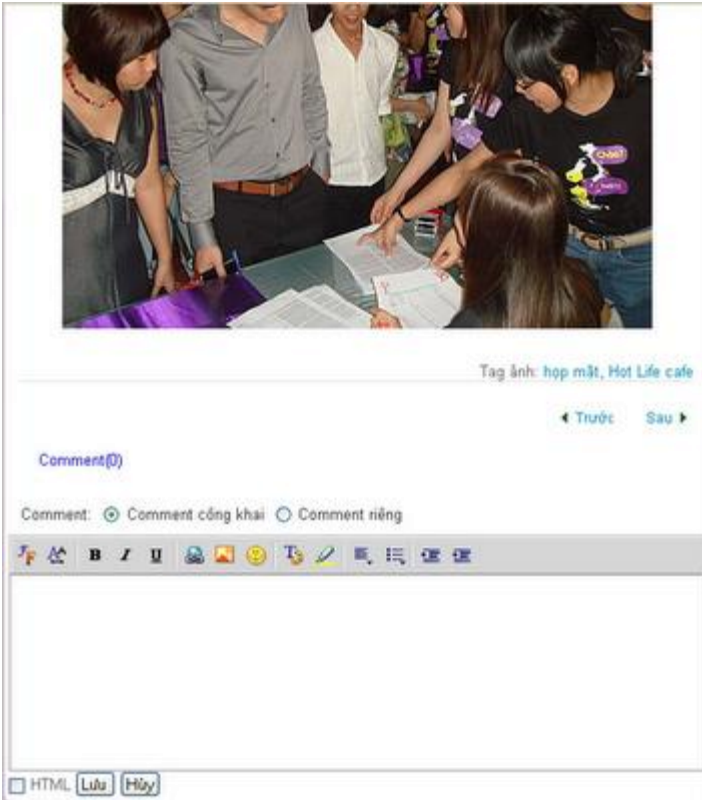 Chào?
Tag ảnh: họp mặt, Hot Life cafe
Trước Sau
Comment(0)
Comment: Comment công khai Comment riêng
B I U
HTML Lưu Hủy